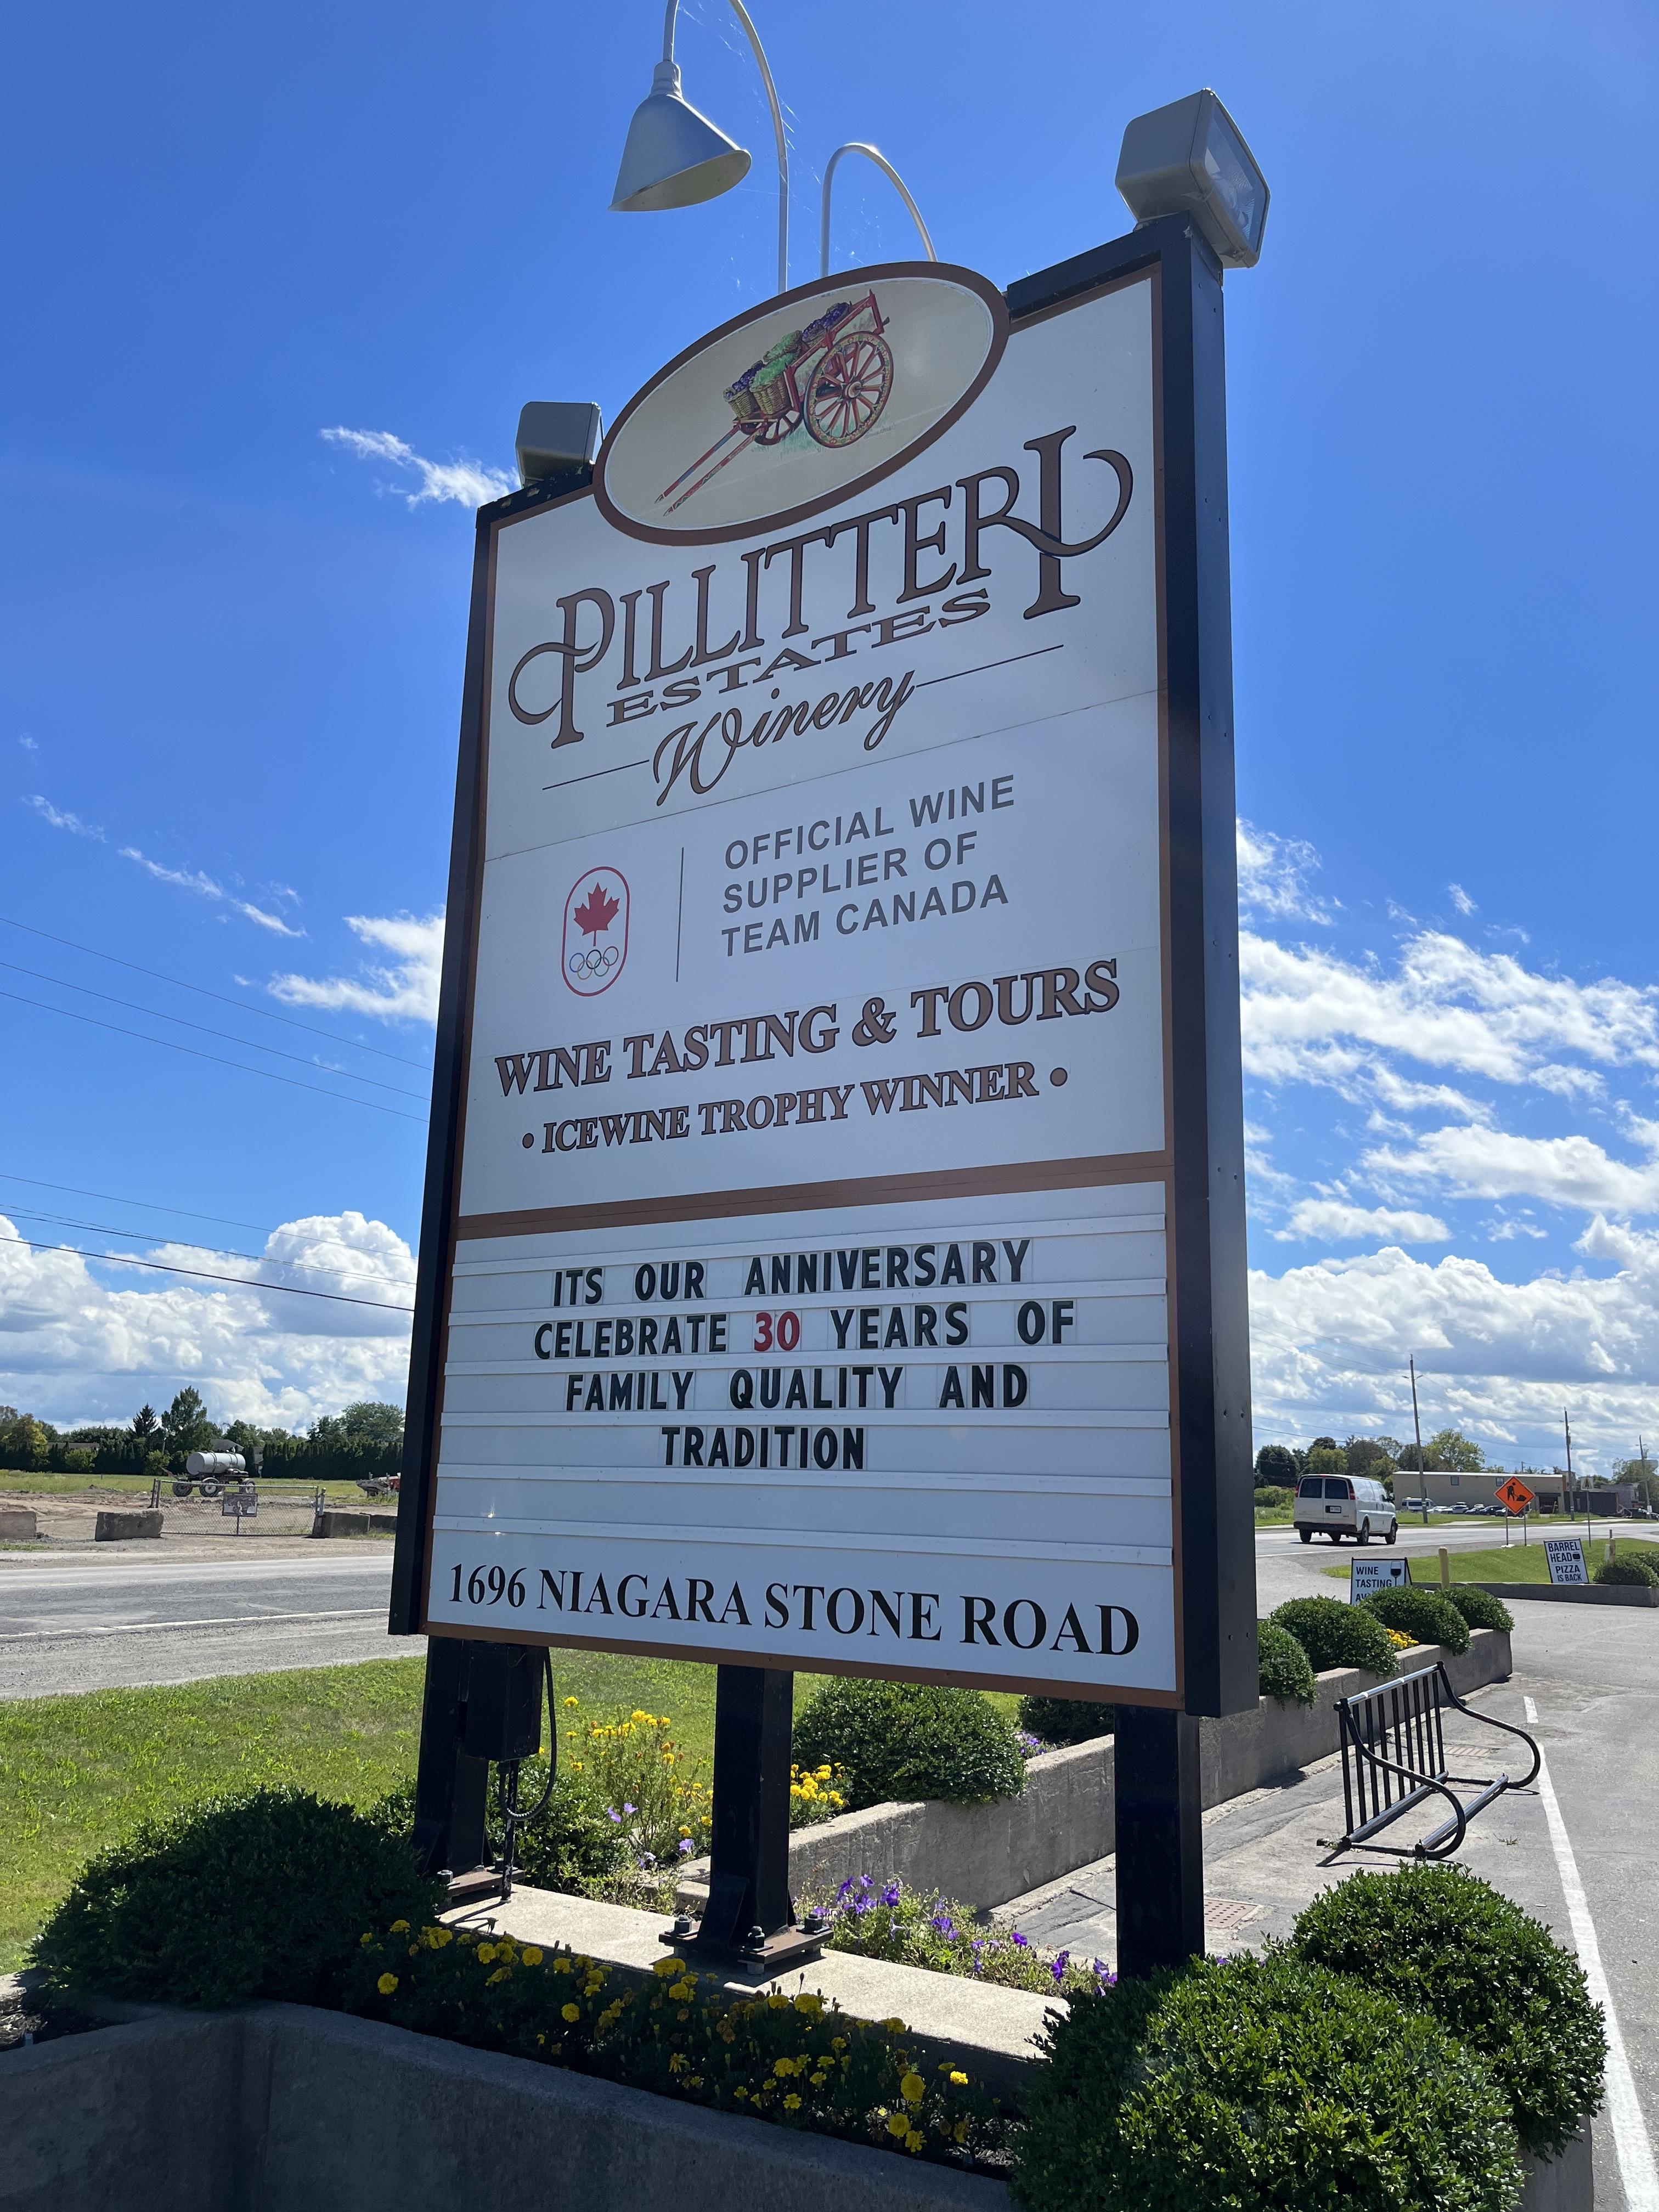 PILLITTERI
ESTATES
Winery
OFFICIAL WINE
SUPPLIER OF
TEAM CANADA
WINE TASTING & TOURS
• ICEWINE TROPHY WINNER •
ITS OUR ANNIVERSARY
CELEBRATE 30 YEARS OF
FAMILY QUALITY AND
TRADITION
1696 NIAGARA STONE ROAD
WINE
TASTING
BARREL
HEAD
PIZZA
IS BACK